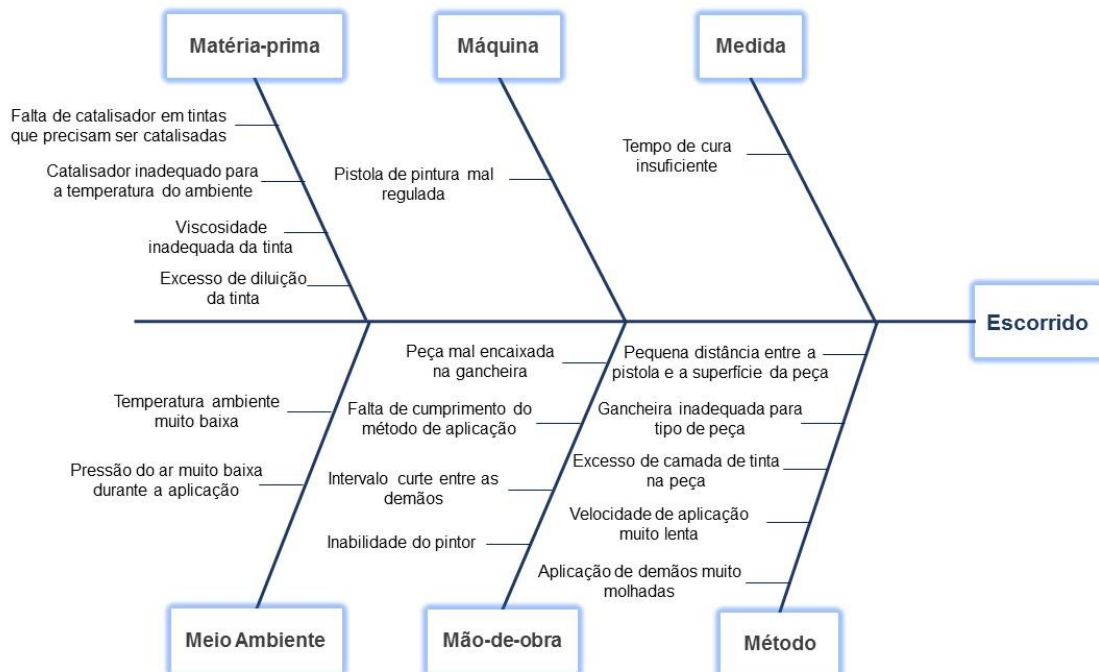 Matéria-prima
Máquina
Medida
Falta de catalisador em tintas
que precisam ser catalisadas
Catalisador inadequado para
a temperatura do ambiente
Viscosidade
inadequada da tinta
Excesso de diluição
da tinta
Pistola de pintura mal
regulada
Tempo de cura
insuficiente
Escorrido
Temperatura ambiente
muito baixa
Pressão do ar muito baixa
durante a aplicação
Peça mal encaixada
na gancheira
Falta de cumprimento do
método de aplicação
Intervalo curte entre as
demãos
Inabilidade do pintor
Pequena distância entre a
pistola e a superfície da peça
Gancheira inadequada para
tipo de peça
Excesso de camada de tinta
na peça
Velocidade de aplicação
muito lenta
Aplicação de demãos muito
molhadas
Meio Ambiente
Mão-de-obra
Método